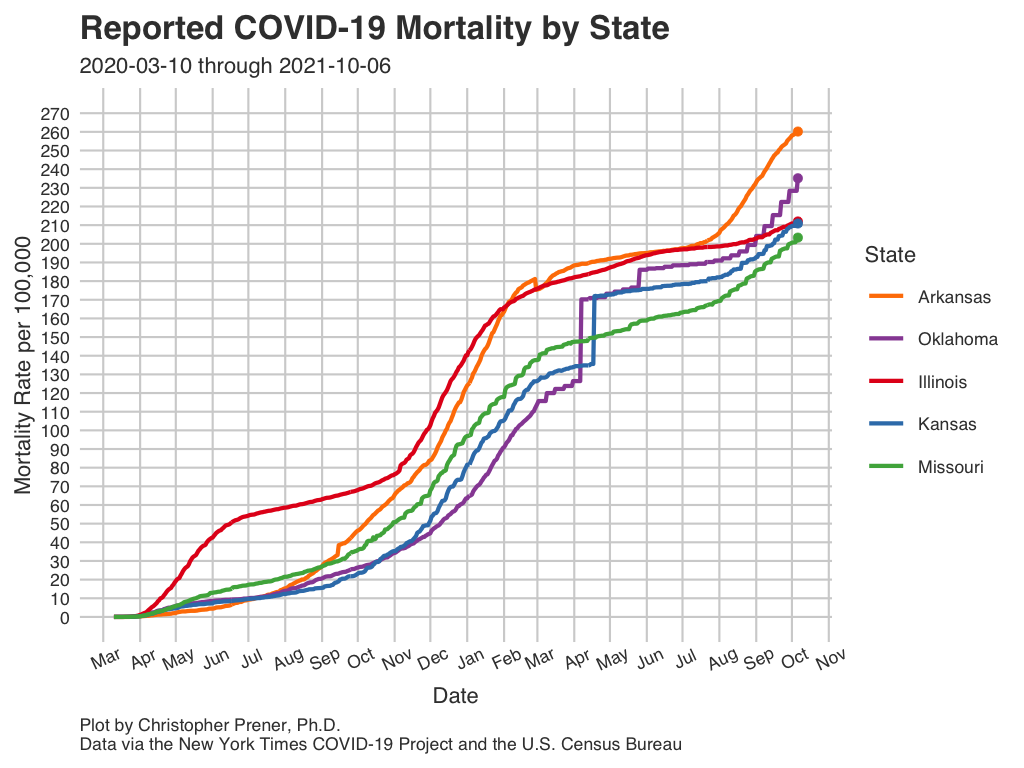 Reported COVID-19 Mortality by State
2020-03-10 through 2021-10-06
270
260
250
240
230
220
210
200
190
180
170
160
150
140
130
120
110
100
90
80
70
60
50
40
30
20
10
0
Mortality Rate per 100,000
Mar Apr May Jun Jul Aug Sep Oct Nov Dec Jan Feb Mar Apr May Jun Jul Aug Sep Oct Nov
Date
State
Arkansas
Oklahoma
Illinois
Kansas
Missouri
Plot by Christopher Prener, Ph.D.
Data via the New York Times COVID-19 Project and the U.S. Census Bureau